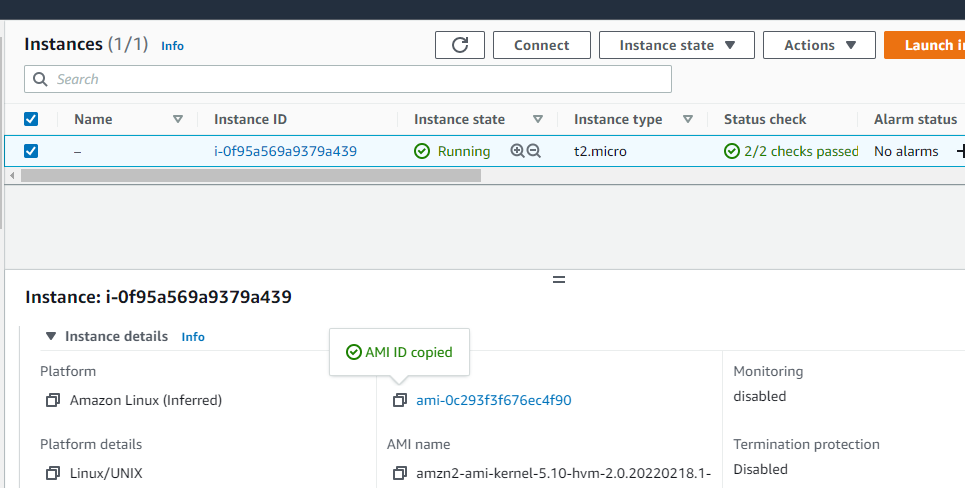 Instances (1/1) Info Connect Instance state Actions Launch in
Search
Name Instance ID Instance state Instance type Status check Alarm status
– i-0f95a569a9379a439 Running t2.micro 2/2 checks passed No alarms
Instance: i-0f95a569a9379a439
Instance details Info
AMI ID copied
Platform Monitoring
Amazon Linux (Inferred) ami-0c293f3f676ec4f90 disabled
Platform details AMI name Termination protection
Linux/UNIX amzn2-ami-kernel-5.10-hvm-2.0.20220218.1- Disabled